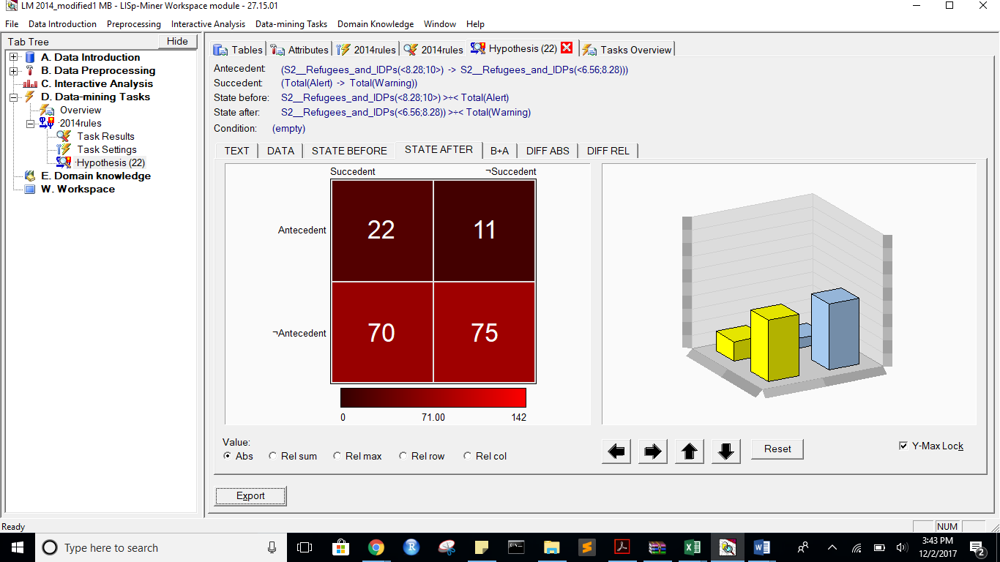 LM 2014_modified1 MB - LISp-Miner Workspace module - 27.15.01
File Data Introduction Preprocessing Interactive Analysis Data-mining Tasks Domain Knowledge Window Help
Tab Tree Hide
A. Data Introduction
B. Data Preprocessing
C. Interactive Analysis
D. Data-mining Tasks
Overview
2014rules
Task Results
Task Settings
Hypothesis (22)
E. Domain knowledge
W. Workspace
Tables Attributes 2014rules 2014rules Hypothesis (22) Tasks Overview
Antecedent: (S2__Refugees_and_IDPs(<8.28;10>) -> S2__Refugees_and_IDPs(<6.56;8.28)))
Succedent: (Total(Alert) -> Total(Warning))
State before: S2__Refugees_and_IDPs(<8.28;10>) >÷< Total(Alert)
State after: S2__Refugees_and_IDPs(<6.56;8.28)) >÷< Total(Warning)
Condition: (empty)
TEXT DATA STATE BEFORE STATE AFTER B+A DIFF ABS DIFF REL
Succedent ¬Succedent
Antecedent 22 11
¬Antecedent 70 75
0 71.00 142
Value:
Abs Rel sum Rel max Rel row Rel col
Reset
Y-Max Lock
Export
Ready NUM
Type here to search
3:43 PM
12/2/2017
2